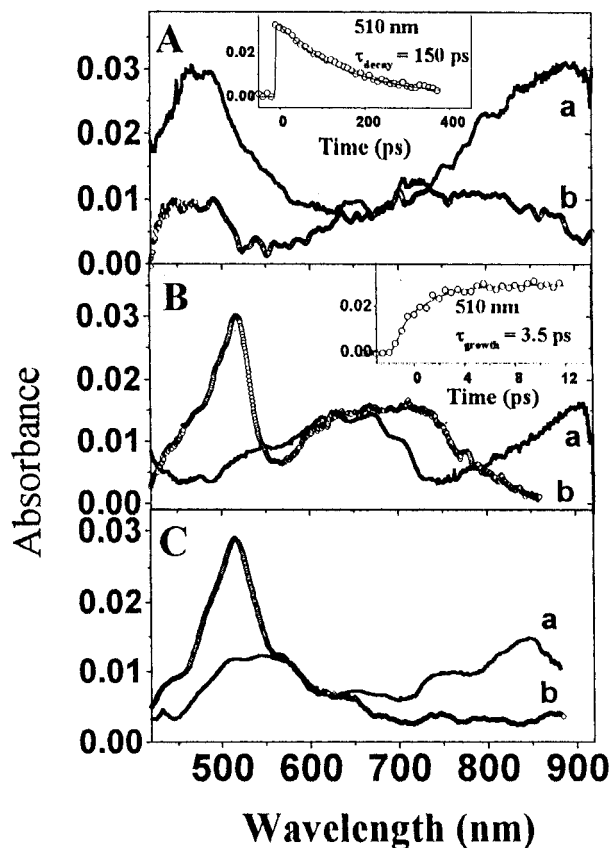 A
510 nm
τdecay = 150 ps
0.02
0.00
0 200 400
Time (ps)
a
b
0.03
0.02
0.01
0.00
B
510 nm
τgrowth = 3.5 ps
0.02
0.00
0 4 8 12
Time (ps)
a
b
0.03
0.02
0.01
0.00
C
a
b
0.03
0.02
0.01
0.00
Absorbance
500 600 700 800 900
Wavelength (nm)